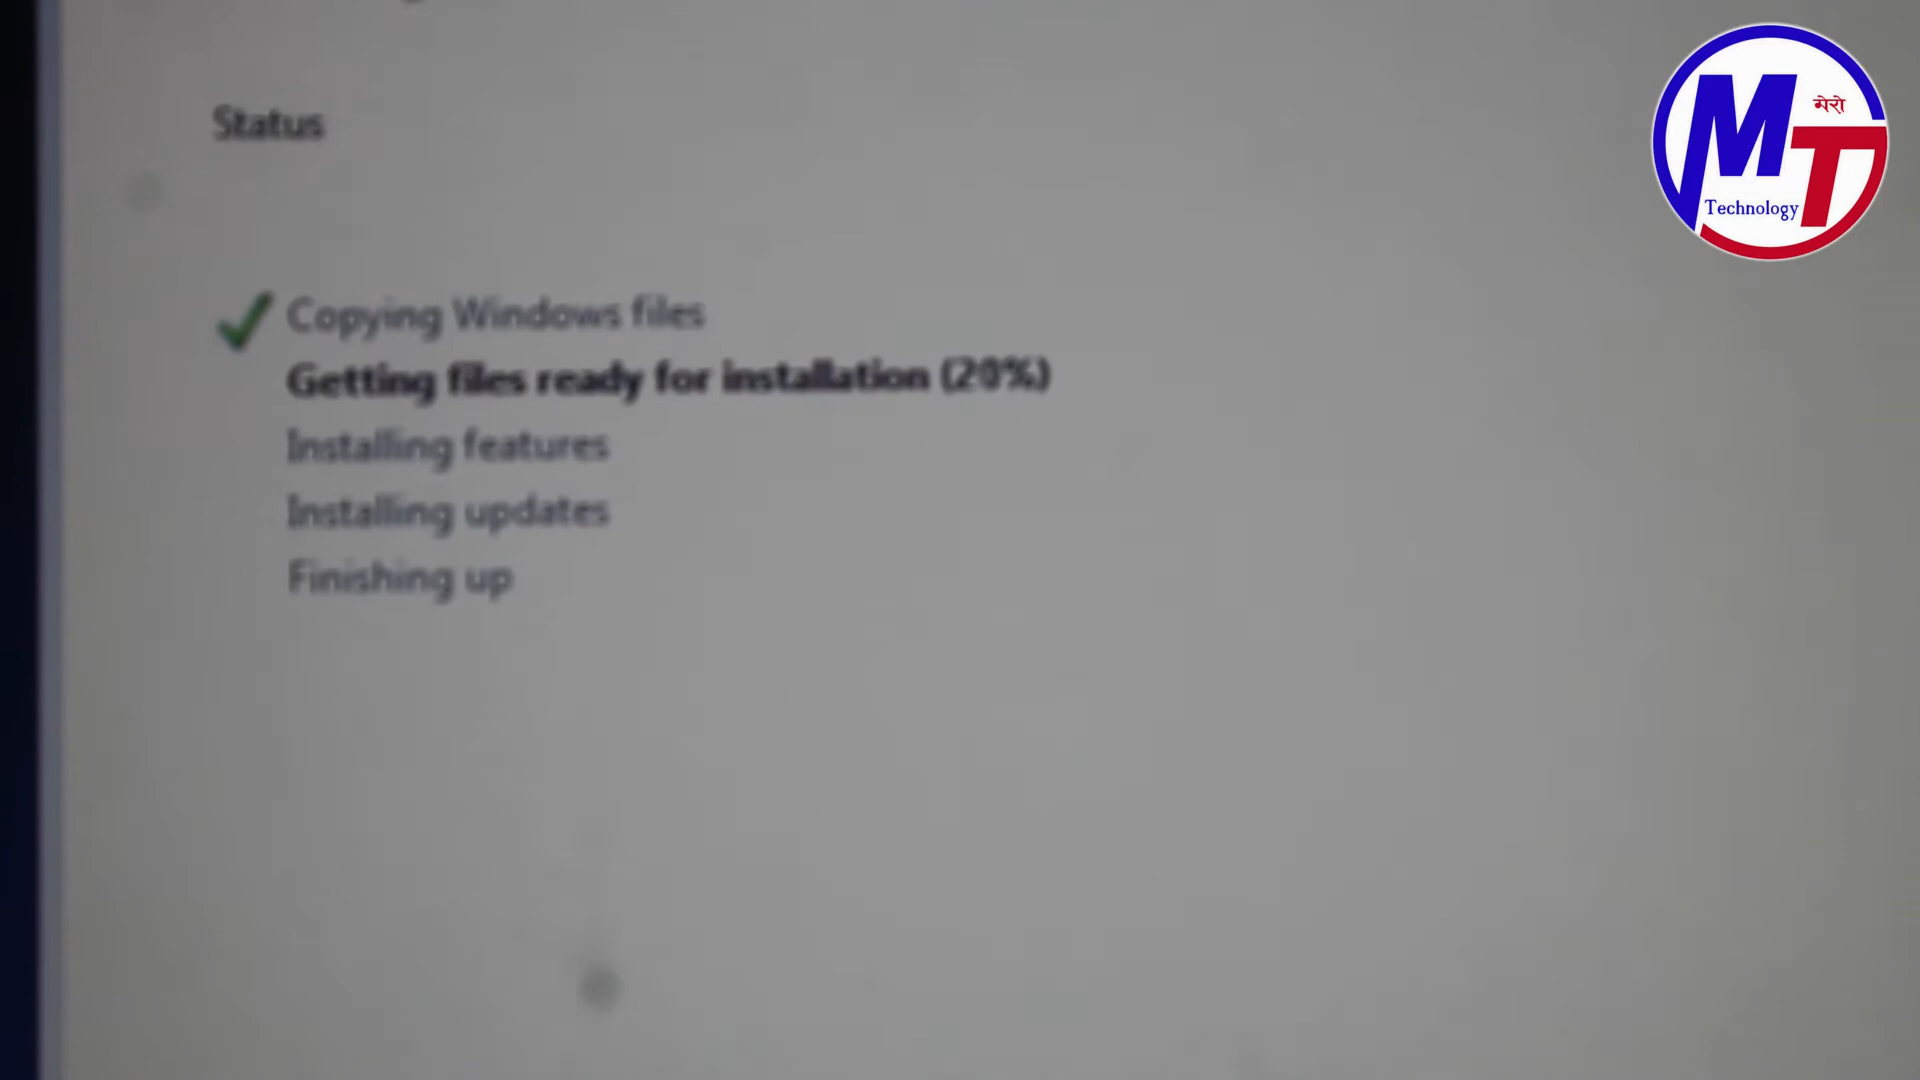 Status
Copying Windows files
Getting files ready for installation (20%)
Installing features
Installing updates
Finishing up
MT
मेरो
Technology